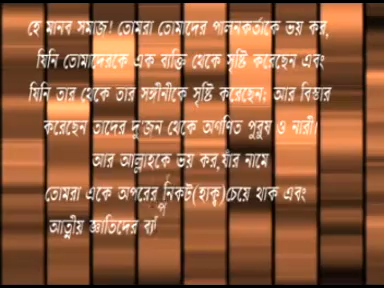 হে মানব সমাজ! তোমরা তোমাদের পালনকর্তাকে ভয় কর,
যিনি তোমাদেরকে এক ব্যক্তি থেকে সৃষ্টি করেছেন এবং
যিনি তার থেকে তার সঙ্গীনীকে সৃষ্টি করেছেন; আর বিস্তার
করেছেন তাদের দু'জন থেকে অগণিত পুরুষ ও নারী।
আর আল্লাহকে ভয় কর,যাঁর নামে
তোমরা একে অপরের নিকট(হাক্ব)চেয়ে থাক এবং
আত্নীয় জ্ঞাতিদের